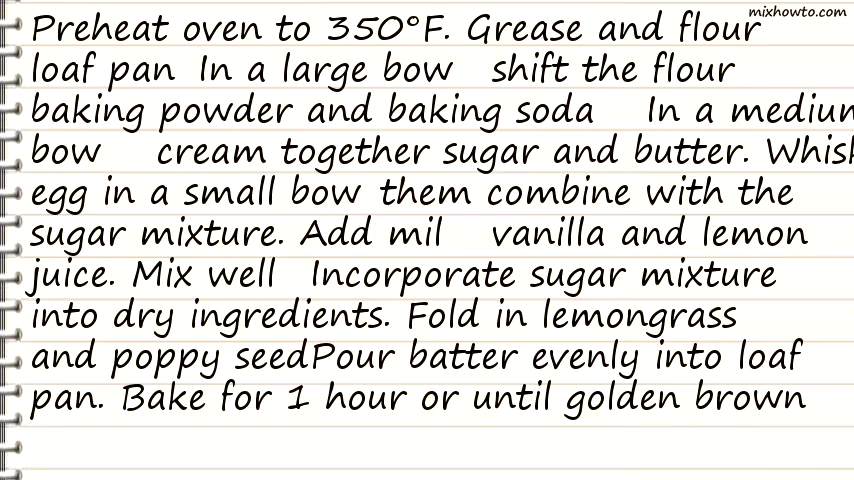 mixhowto.com
Preheat oven to 350°F. Grease and flour
loaf pan In a large bow shift the flour
baking powder and baking soda In a medium
bow cream together sugar and butter. Whisk
egg in a small bow them combine with the
sugar mixture. Add mil vanilla and lemon
juice. Mix well Incorporate sugar mixture
into dry ingredients. Fold in lemongrass
and poppy seedPour batter evenly into loaf
pan. Bake for 1 hour or until golden brown